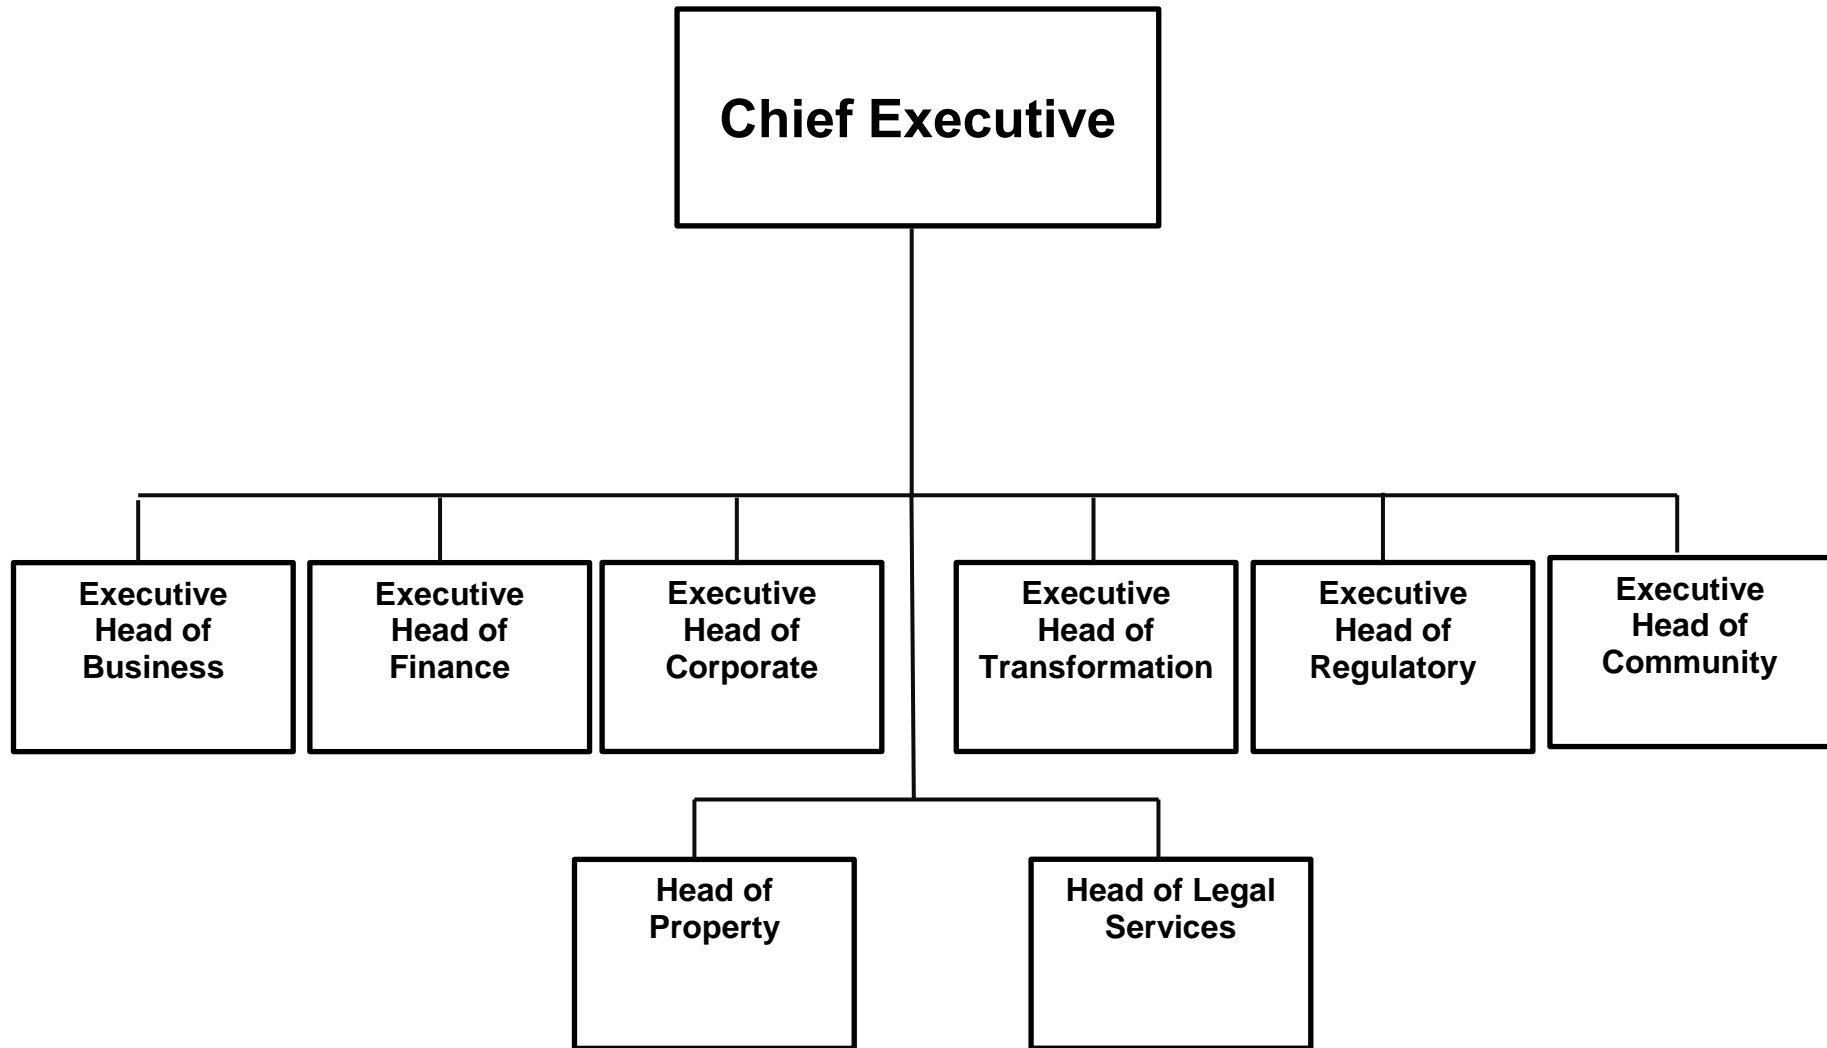 Chief Executive
Executive
Head of
Business
Executive
Head of
Finance
Executive
Head of
Corporate
Executive
Head of
Transformation
Executive
Head of
Regulatory
Executive
Head of
Community
Head of
Property
Head of Legal
Services